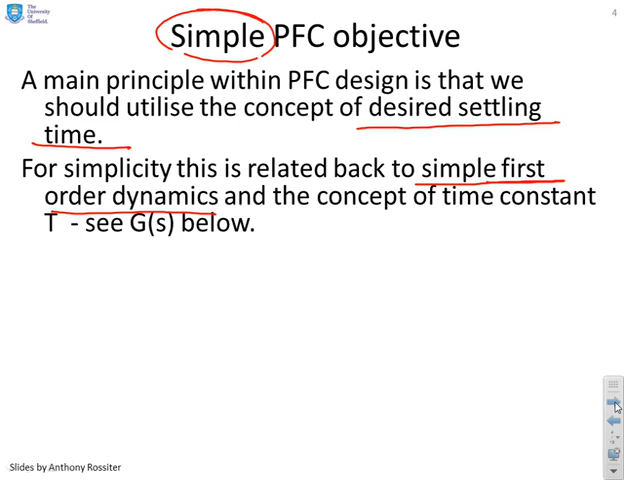 The
University
Of
Sheffield.
4
Simple PFC objective
A main principle within PFC design is that we
should utilise the concept of desired settling
time.
For simplicity this is related back to simple first
order dynamics and the concept of time constant
T - see G(s) below.
Slides by Anthony Rossiter